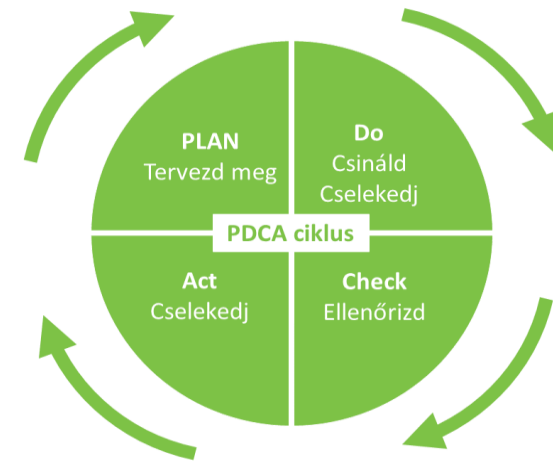 PLAN
Tervezd meg
Do
Csináld
Cselekedj
PDCA ciklus
Act
Cselekedj
Check
Ellenőrizd